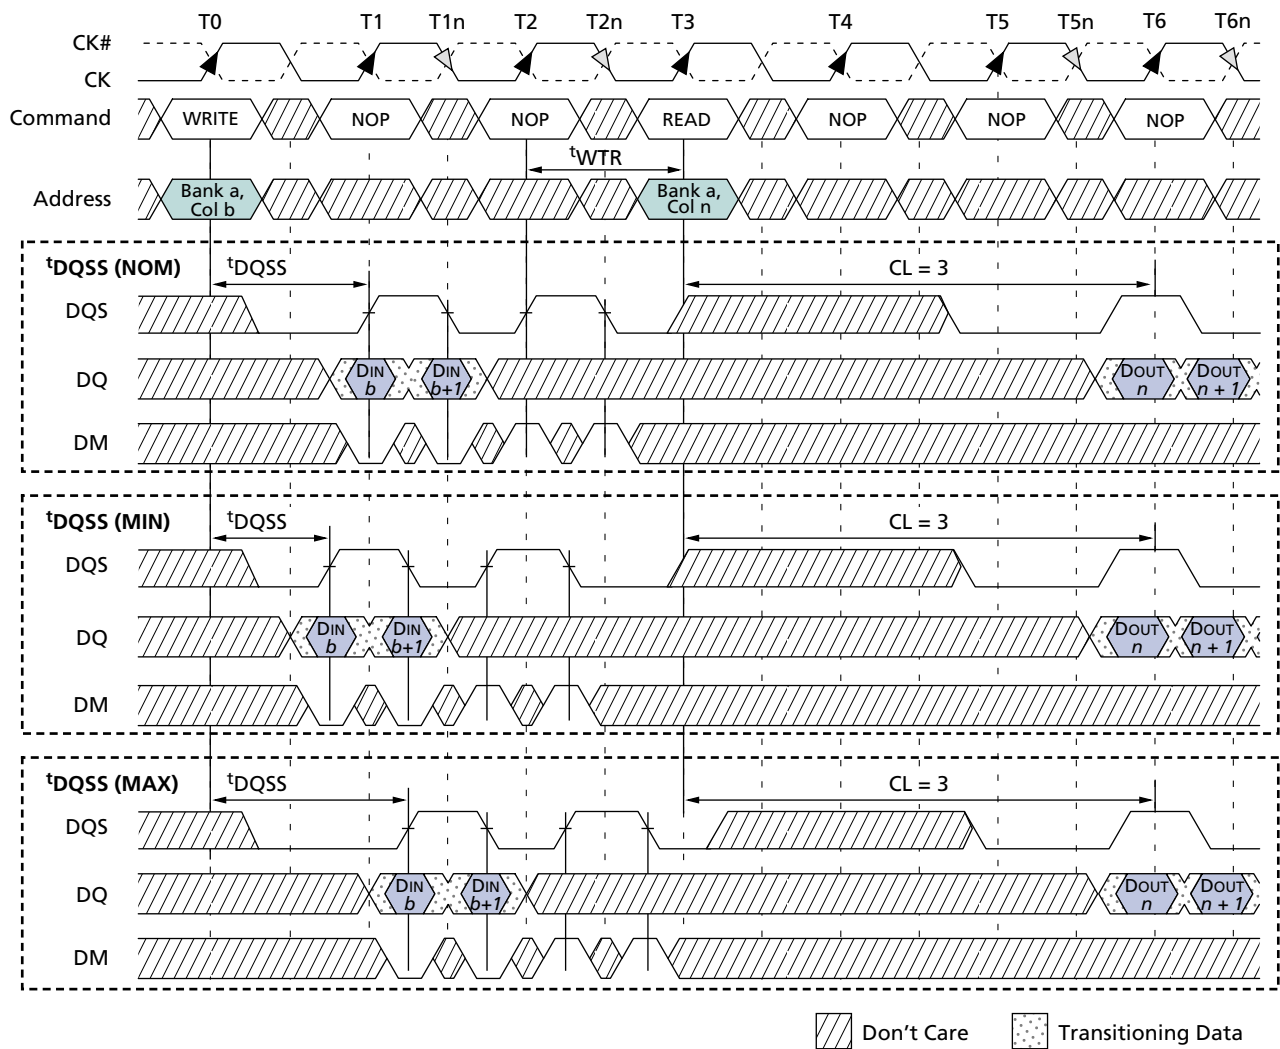 T0 T1 T1n T2 T2n T3 T4 T5 T5n T6 T6n
CK#
CK
Command WRITE NOP NOP READ NOP NOP NOP
tWTR
Address Bank a, Col b Bank a, Col n
tDQSS (NOM) tDQSS CL = 3
DQS
DQ DIN b DIN b+1 DOUT n DOUT n + 1
DM
tDQSS (MIN) tDQSS CL = 3
DQS
DQ DIN b DIN b+1 DOUT n DOUT n + 1
DM
tDQSS (MAX) tDQSS CL = 3
DQS
DQ DIN b DIN b+1 DOUT n DOUT n + 1
DM
Don't Care Transitioning Data